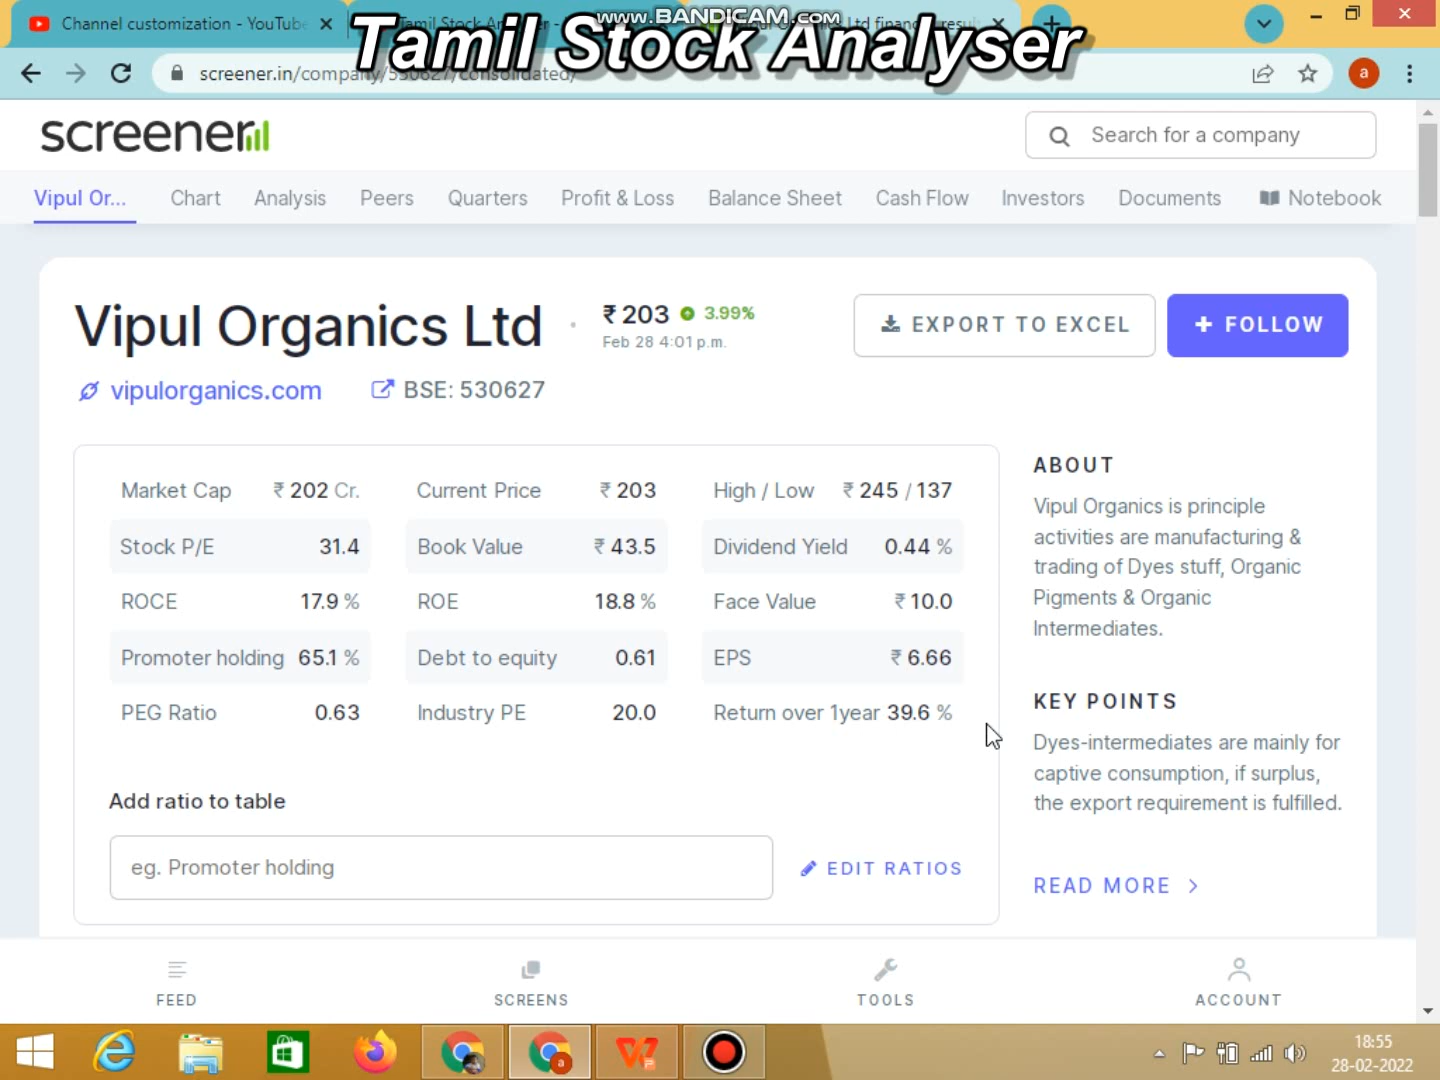 Channel customization - YouTube
www.BANDICAM.com
Tamil Stock Analyser
screener.in/company/530627/consolidated/
a
screener
Search for a company
Vipul Or... Chart Analysis Peers Quarters Profit & Loss Balance Sheet Cash Flow Investors Documents Notebook
Vipul Organics Ltd
₹ 203 3.99%
Feb 28 4:01 p.m.
EXPORT TO EXCEL
+ FOLLOW
vipulorganics.com
BSE: 530627
Market Cap ₹ 202 Cr.
Current Price ₹ 203
High / Low ₹ 245 / 137
Stock P/E 31.4
Book Value ₹ 43.5
Dividend Yield 0.44 %
ROCE 17.9 %
ROE 18.8 %
Face Value ₹ 10.0
Promoter holding 65.1 %
Debt to equity 0.61
EPS ₹ 6.66
PEG Ratio 0.63
Industry PE 20.0
Return over 1year 39.6 %
Add ratio to table
eg. Promoter holding
EDIT RATIOS
ABOUT
Vipul Organics is principle
activities are manufacturing &
trading of Dyes stuff, Organic
Pigments & Organic
Intermediates.
KEY POINTS
Dyes-intermediates are mainly for
captive consumption, if surplus,
the export requirement is fulfilled.
READ MORE
FEED
SCREENS
TOOLS
ACCOUNT
a
18:55
28-02-2022